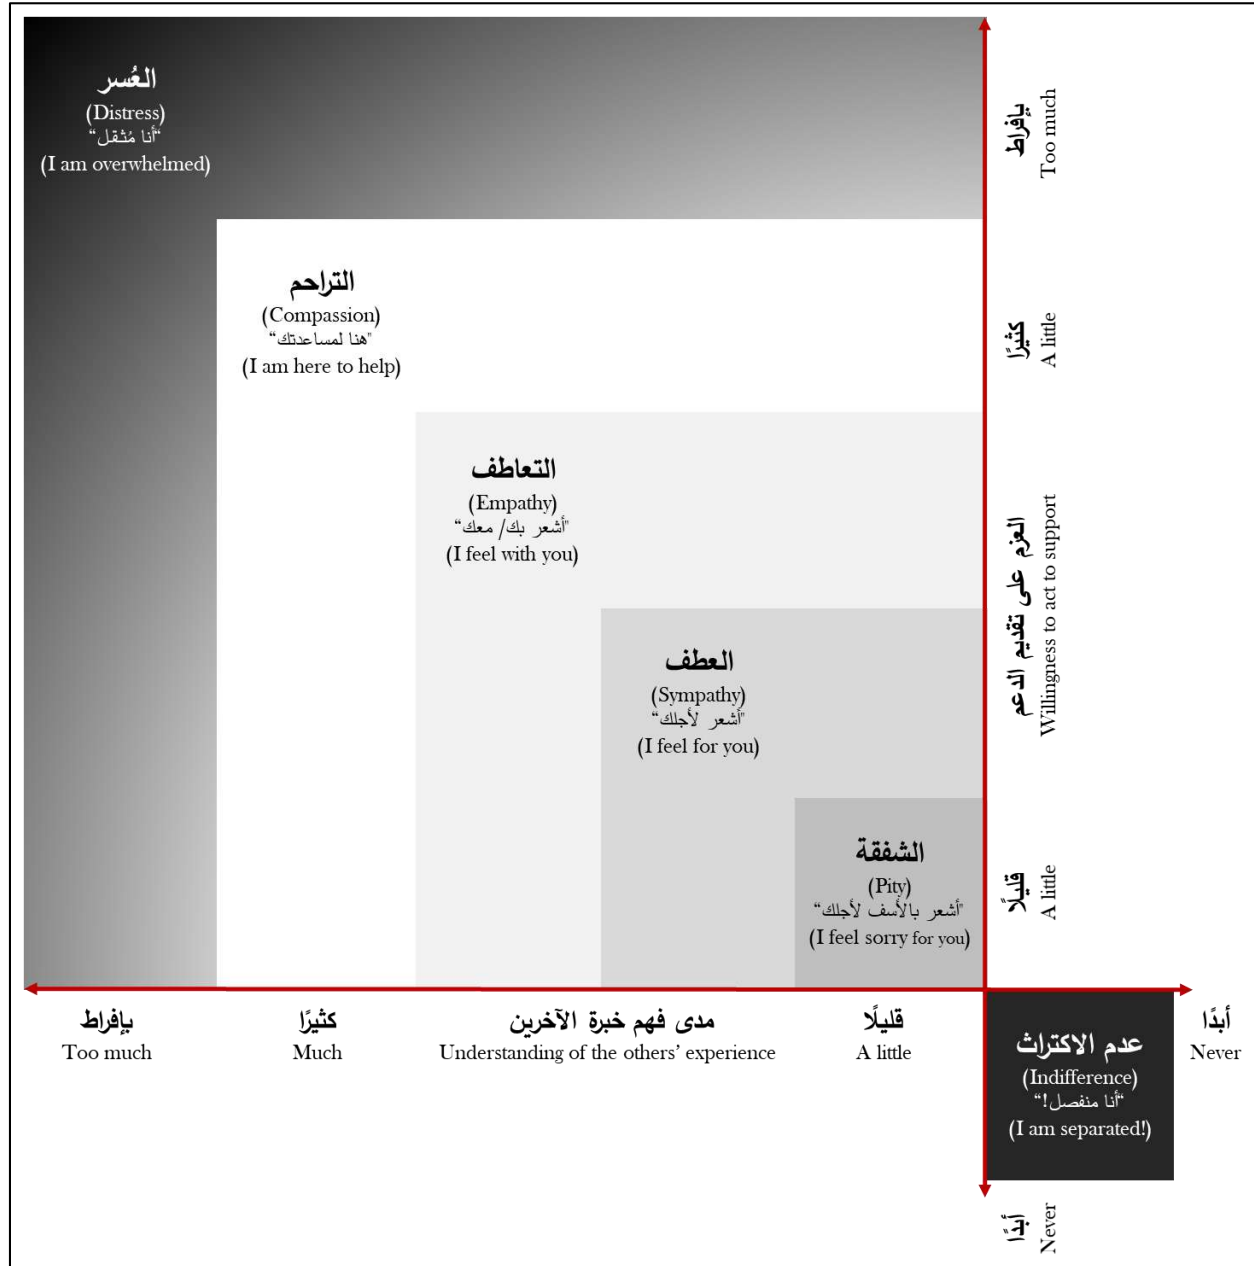 العُسر
(Distress)
"أنا مُثقل“
(I am overwhelmed)
التراحم
(Compassion)
"هنا لمساعدتك“
(I am here to help)
التعاطف
(Empathy)
"أشعر بك/ معك“
(I feel with you)
العطف
(Sympathy)
"أشعر لأجلك“
(I feel for you)
الشفقة
(Pity)
"أشعر بالأسف لأجلك“
(I feel sorry for you)
عدم الاكتراث
(Indifference)
“أنا منفصل!“
(I am separated!)
بإفراط
Too much
كثيرًا
A little
العزم على تقديم الدعم
Willingness to act to support
قليلًا
A little
أبدًا
Never
بإفراط
Too much
كثيرًا
Much
مدى فهم خبرة الآخرين
Understanding of the others’ experience
قليلًا
A little
أبدًا
Never